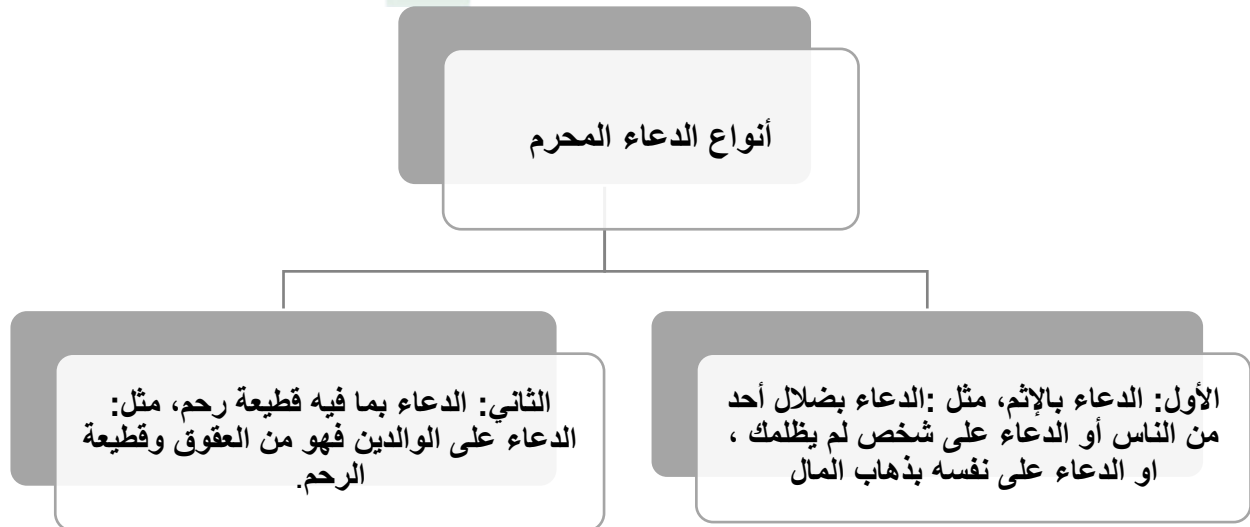 أنواع الدعاء المحرم
الأول: الدعاء بالإثم، مثل :الدعاء بضلال أحد
من الناس أو الدعاء على شخص لم يظلمك ،
او الدعاء على نفسه بذهاب المال
الثاني: الدعاء بما فيه قطيعة رحم، مثل:
الدعاء على الوالدين فهو من العقوق وقطيعة
الرحم.